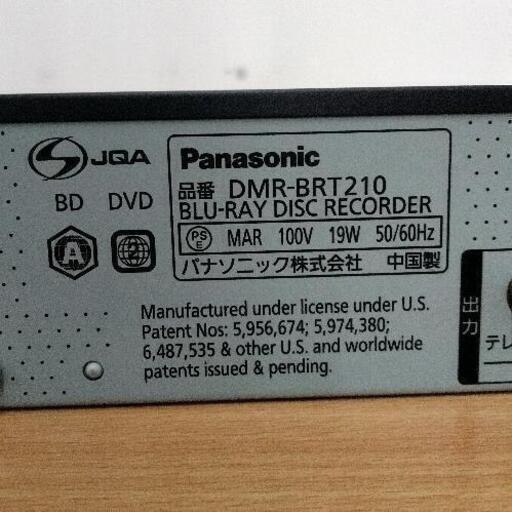 JQA
BD DVD
A 2
Panasonic
品番 DMR-BRT210
BLU-RAY DISC RECORDER
PSE MAR 100V 19W 50/60Hz
パナソニック株式会社 中国製
Manufactured under license under U.S.
Patent Nos: 5,956,674; 5,974,380;
6,487,535 & other U.S. and worldwide
patents issued & pending.
出力
テレ